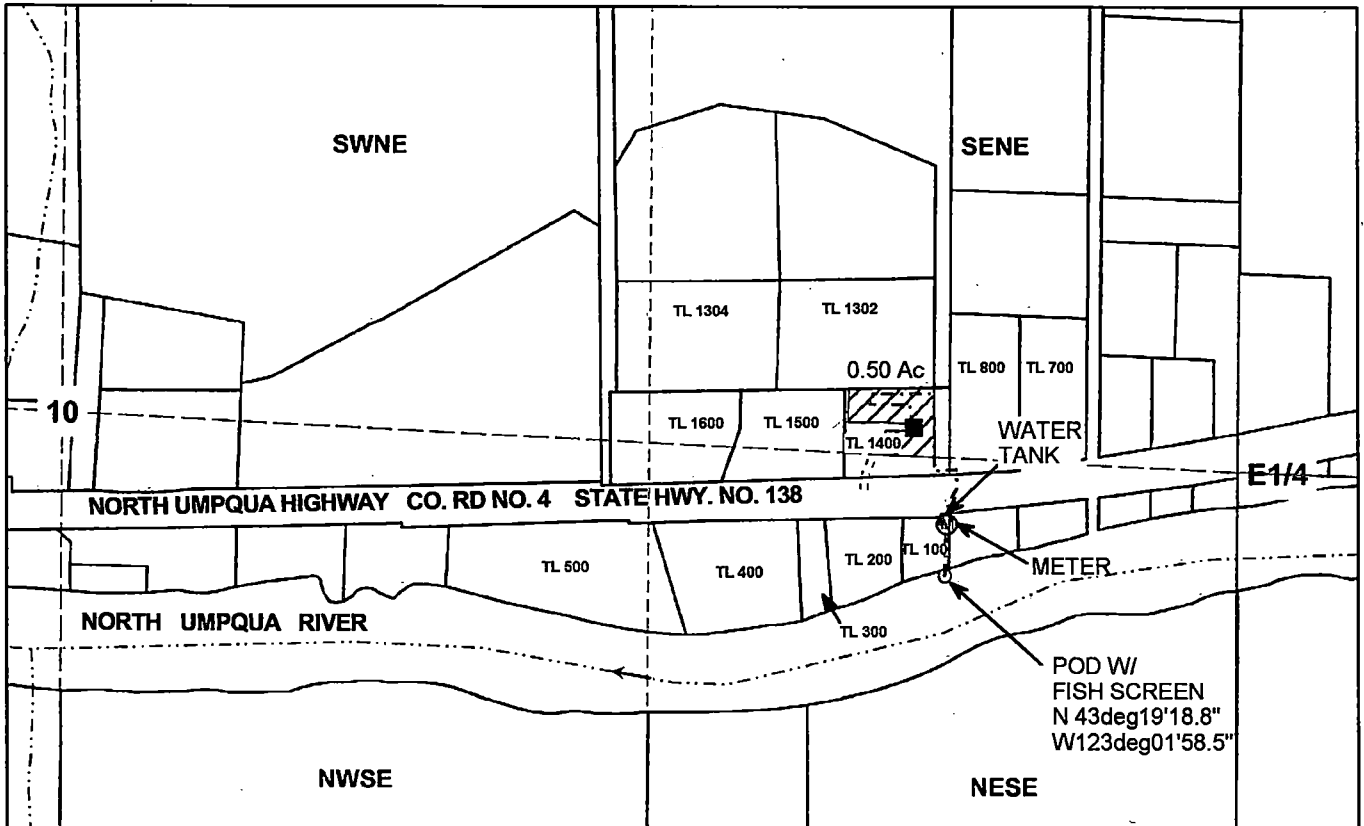 SWNE
SENE
TL 1304
TL 1302
0.50 Ac
TL 800
TL 700
10
TL 1600
TL 1500
TL 1400
WATER
TANK
E1/4
NORTH UMPQUA HIGHWAY CO. RD NO. 4 STATE HWY. NO. 138
M
TL 500
TL 400
TL 200
TL 100
METER
NORTH UMPQUA RIVER
TL 300
POD W/
FISH SCREEN
N 43deg19'18.8"
W123deg01'58.5"
NWSE
NESE